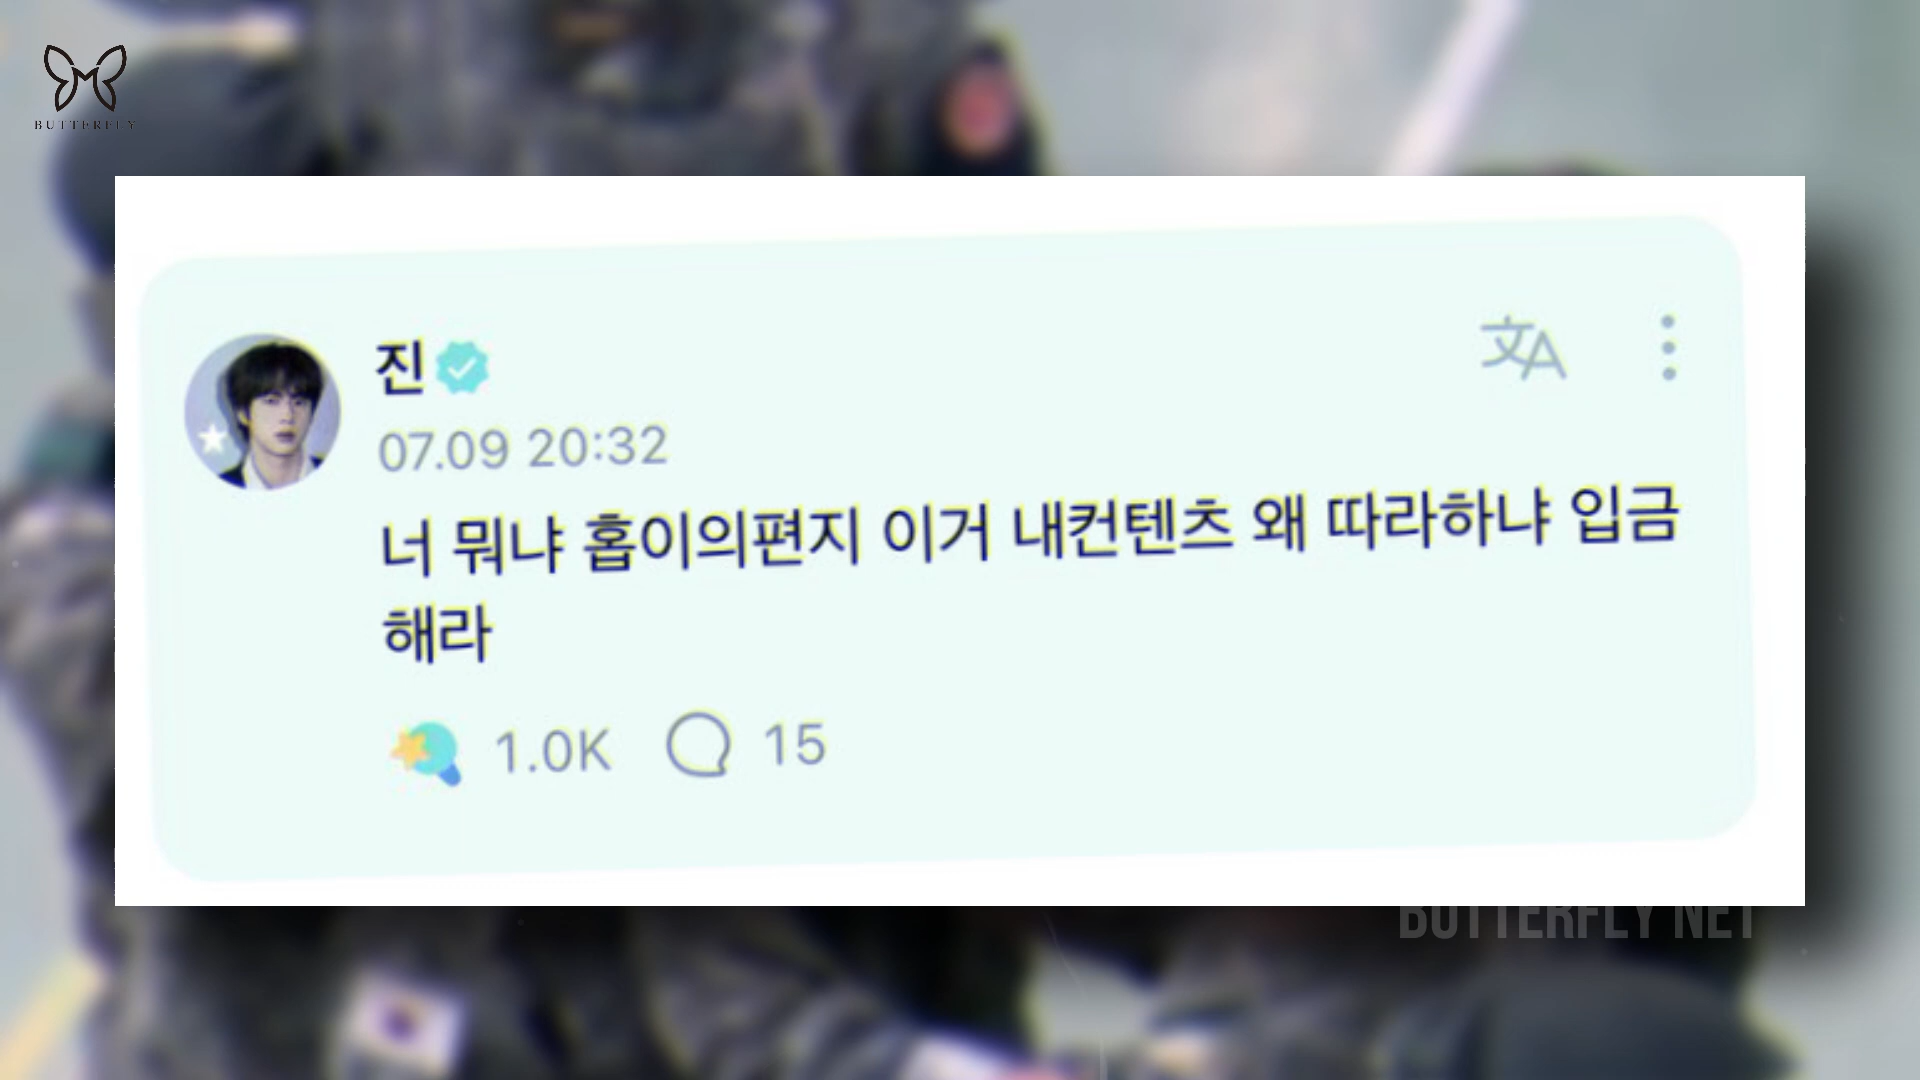 BUTTERFLY
진
07.09 20:32
너 뭐냐 홉이의편지 이거 내컨텐츠 왜 따라하냐 입금
해라
1.0K 15
BUTTERFLY NET